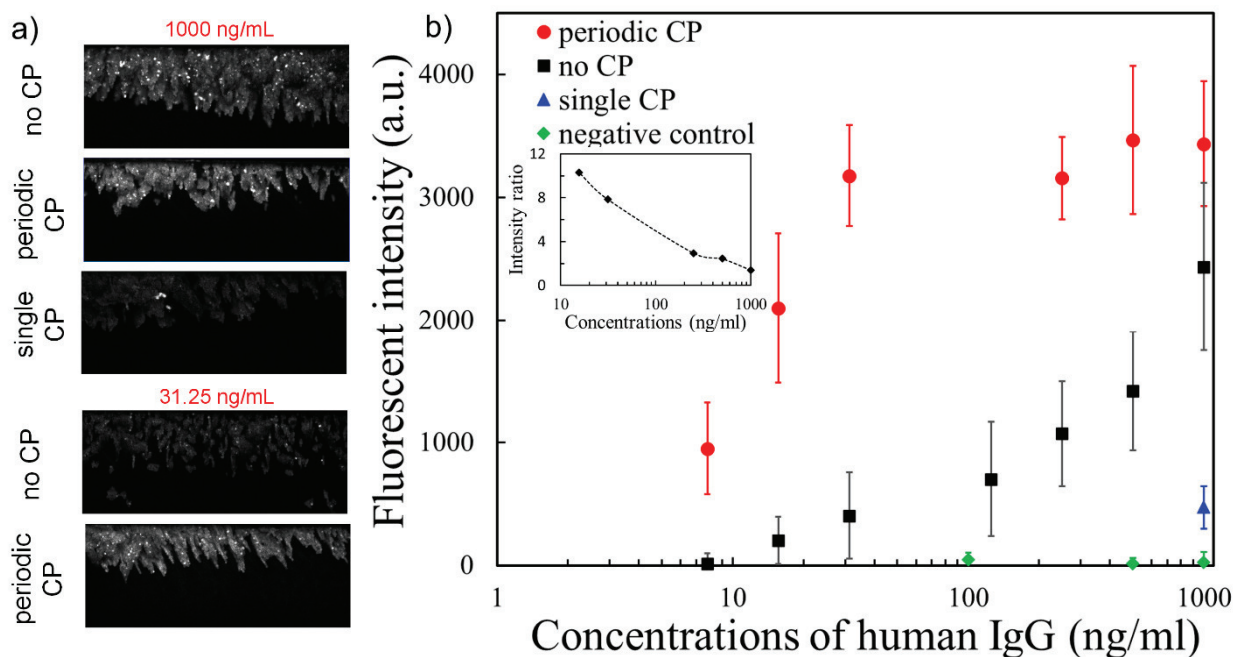 a)
1000 ng/mL
no CP
periodic
CP
single
CP
31.25 ng/mL
no CP
periodic
CP
b)
periodic CP
no CP
single CP
negative control
Fluorescent intensity (a.u.)
4000
3000
2000
1000
0
1
10
100
1000
Concentrations of human IgG (ng/ml)
Intensity ratio
12
8
4
0
10
100
1000
Concentrations (ng/ml)